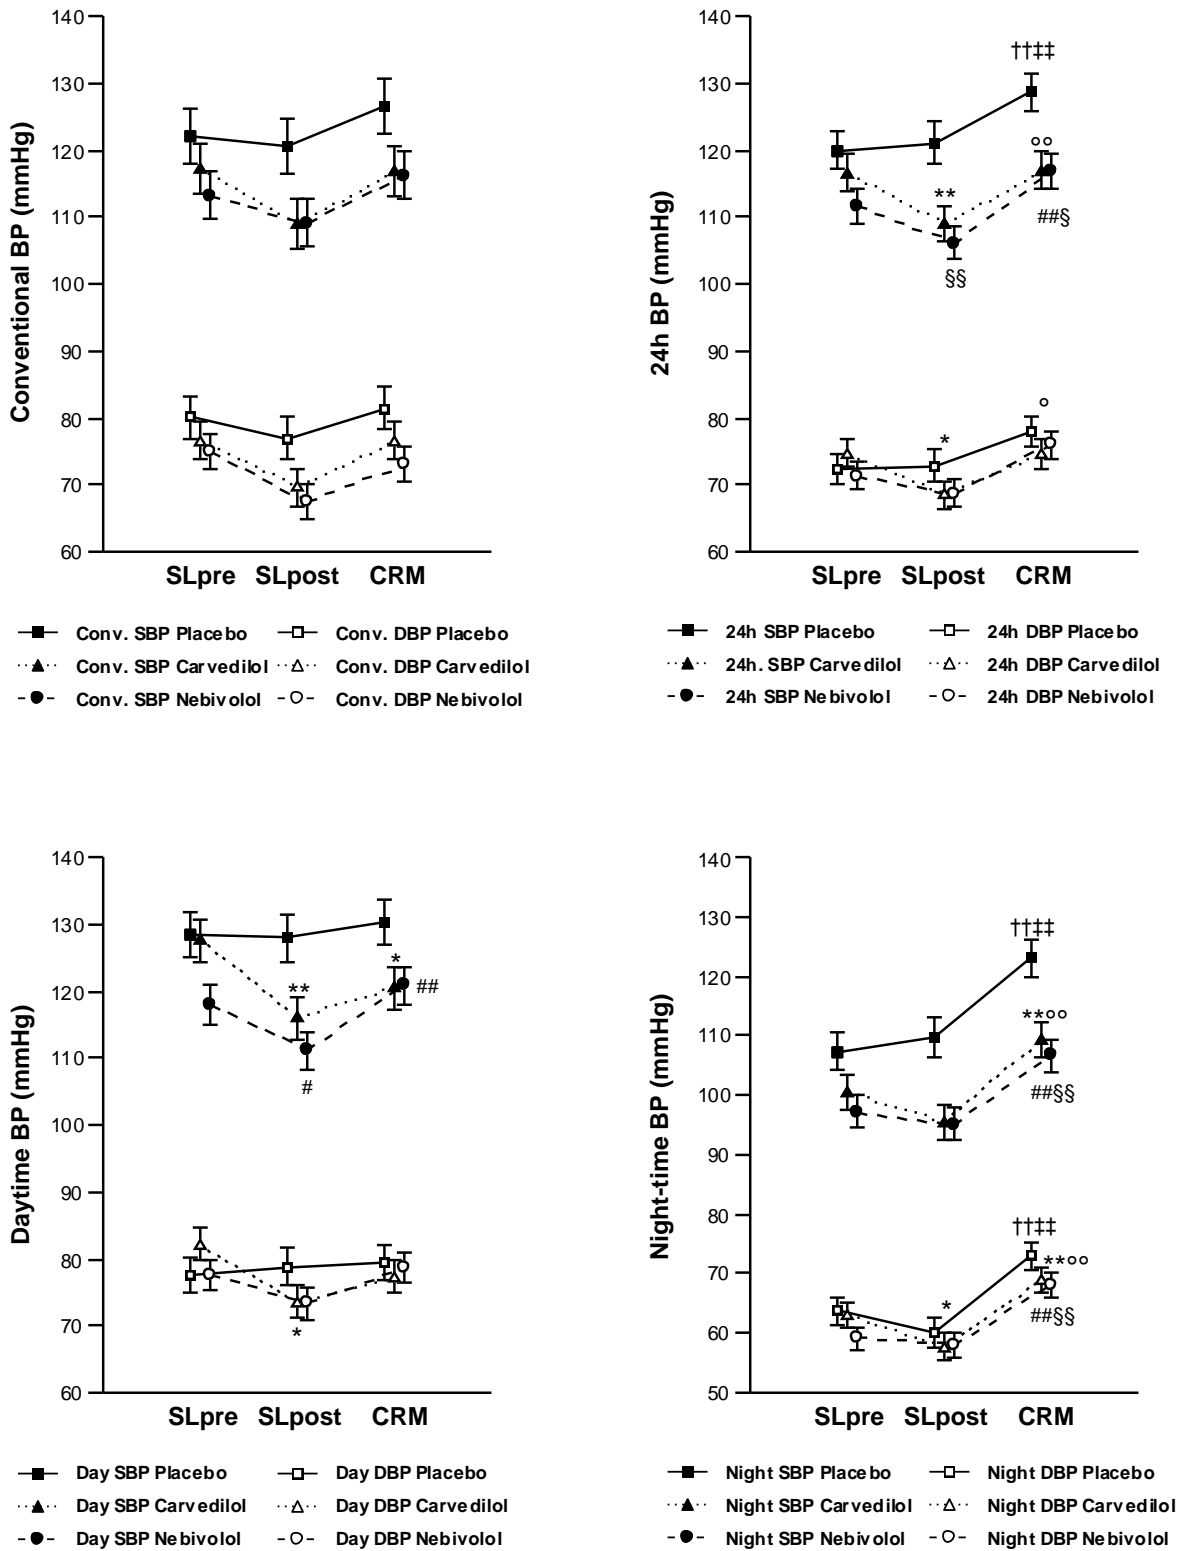 140
130
120
110
100
90
80
70
60
Conventional BP (mmHg)
SLpre SLpost CRM
Conv. SBP Placebo Conv. DBP Placebo
Conv. SBP Carvedilol Conv. DBP Carvedilol
Conv. SBP Nebivolol Conv. DBP Nebivolol
140
130
120
110
100
90
80
70
60
24h BP (mmHg)
††‡‡
°°
**
##§
§§
°
*
SLpre SLpost CRM
24h SBP Placebo 24h DBP Placebo
24h. SBP Carvedilol 24h DBP Carvedilol
24h SBP Nebivolol 24h DBP Nebivolol
140
130
120
110
100
90
80
70
60
Daytime BP (mmHg)
*
** ##
#
*
SLpre SLpost CRM
Day SBP Placebo Day DBP Placebo
Day SBP Carvedilol Day DBP Carvedilol
Day SBP Nebivolol Day DBP Nebivolol
140
130
120
110
100
90
80
70
60
50
Night-time BP (mmHg)
††‡‡
**°°
##§§
††‡‡
**°°
*
##§§
SLpre SLpost CRM
Night SBP Placebo Night DBP Placebo
Night SBP Carvedilol Night DBP Carvedilol
Night SBP Nebivolol Night DBP Nebivolol